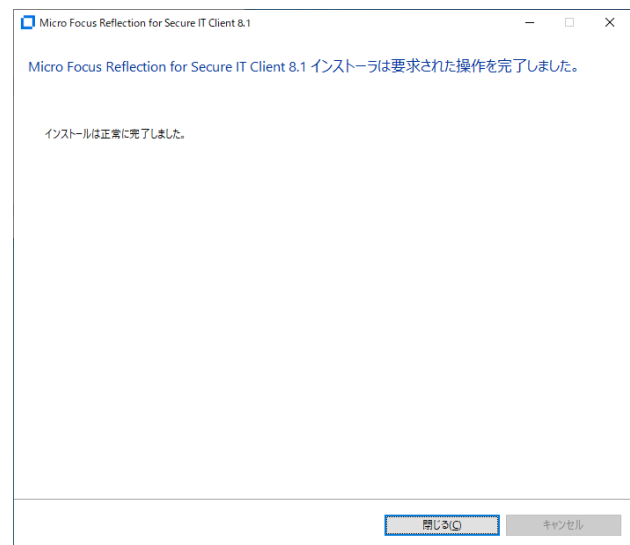 Micro Focus Reflection for Secure IT Client 8.1
Micro Focus Reflection for Secure IT Client 8.1 インストーラは要求された操作を完了しました。
インストールは正常に完了しました。
閉じる(C)
キャンセル